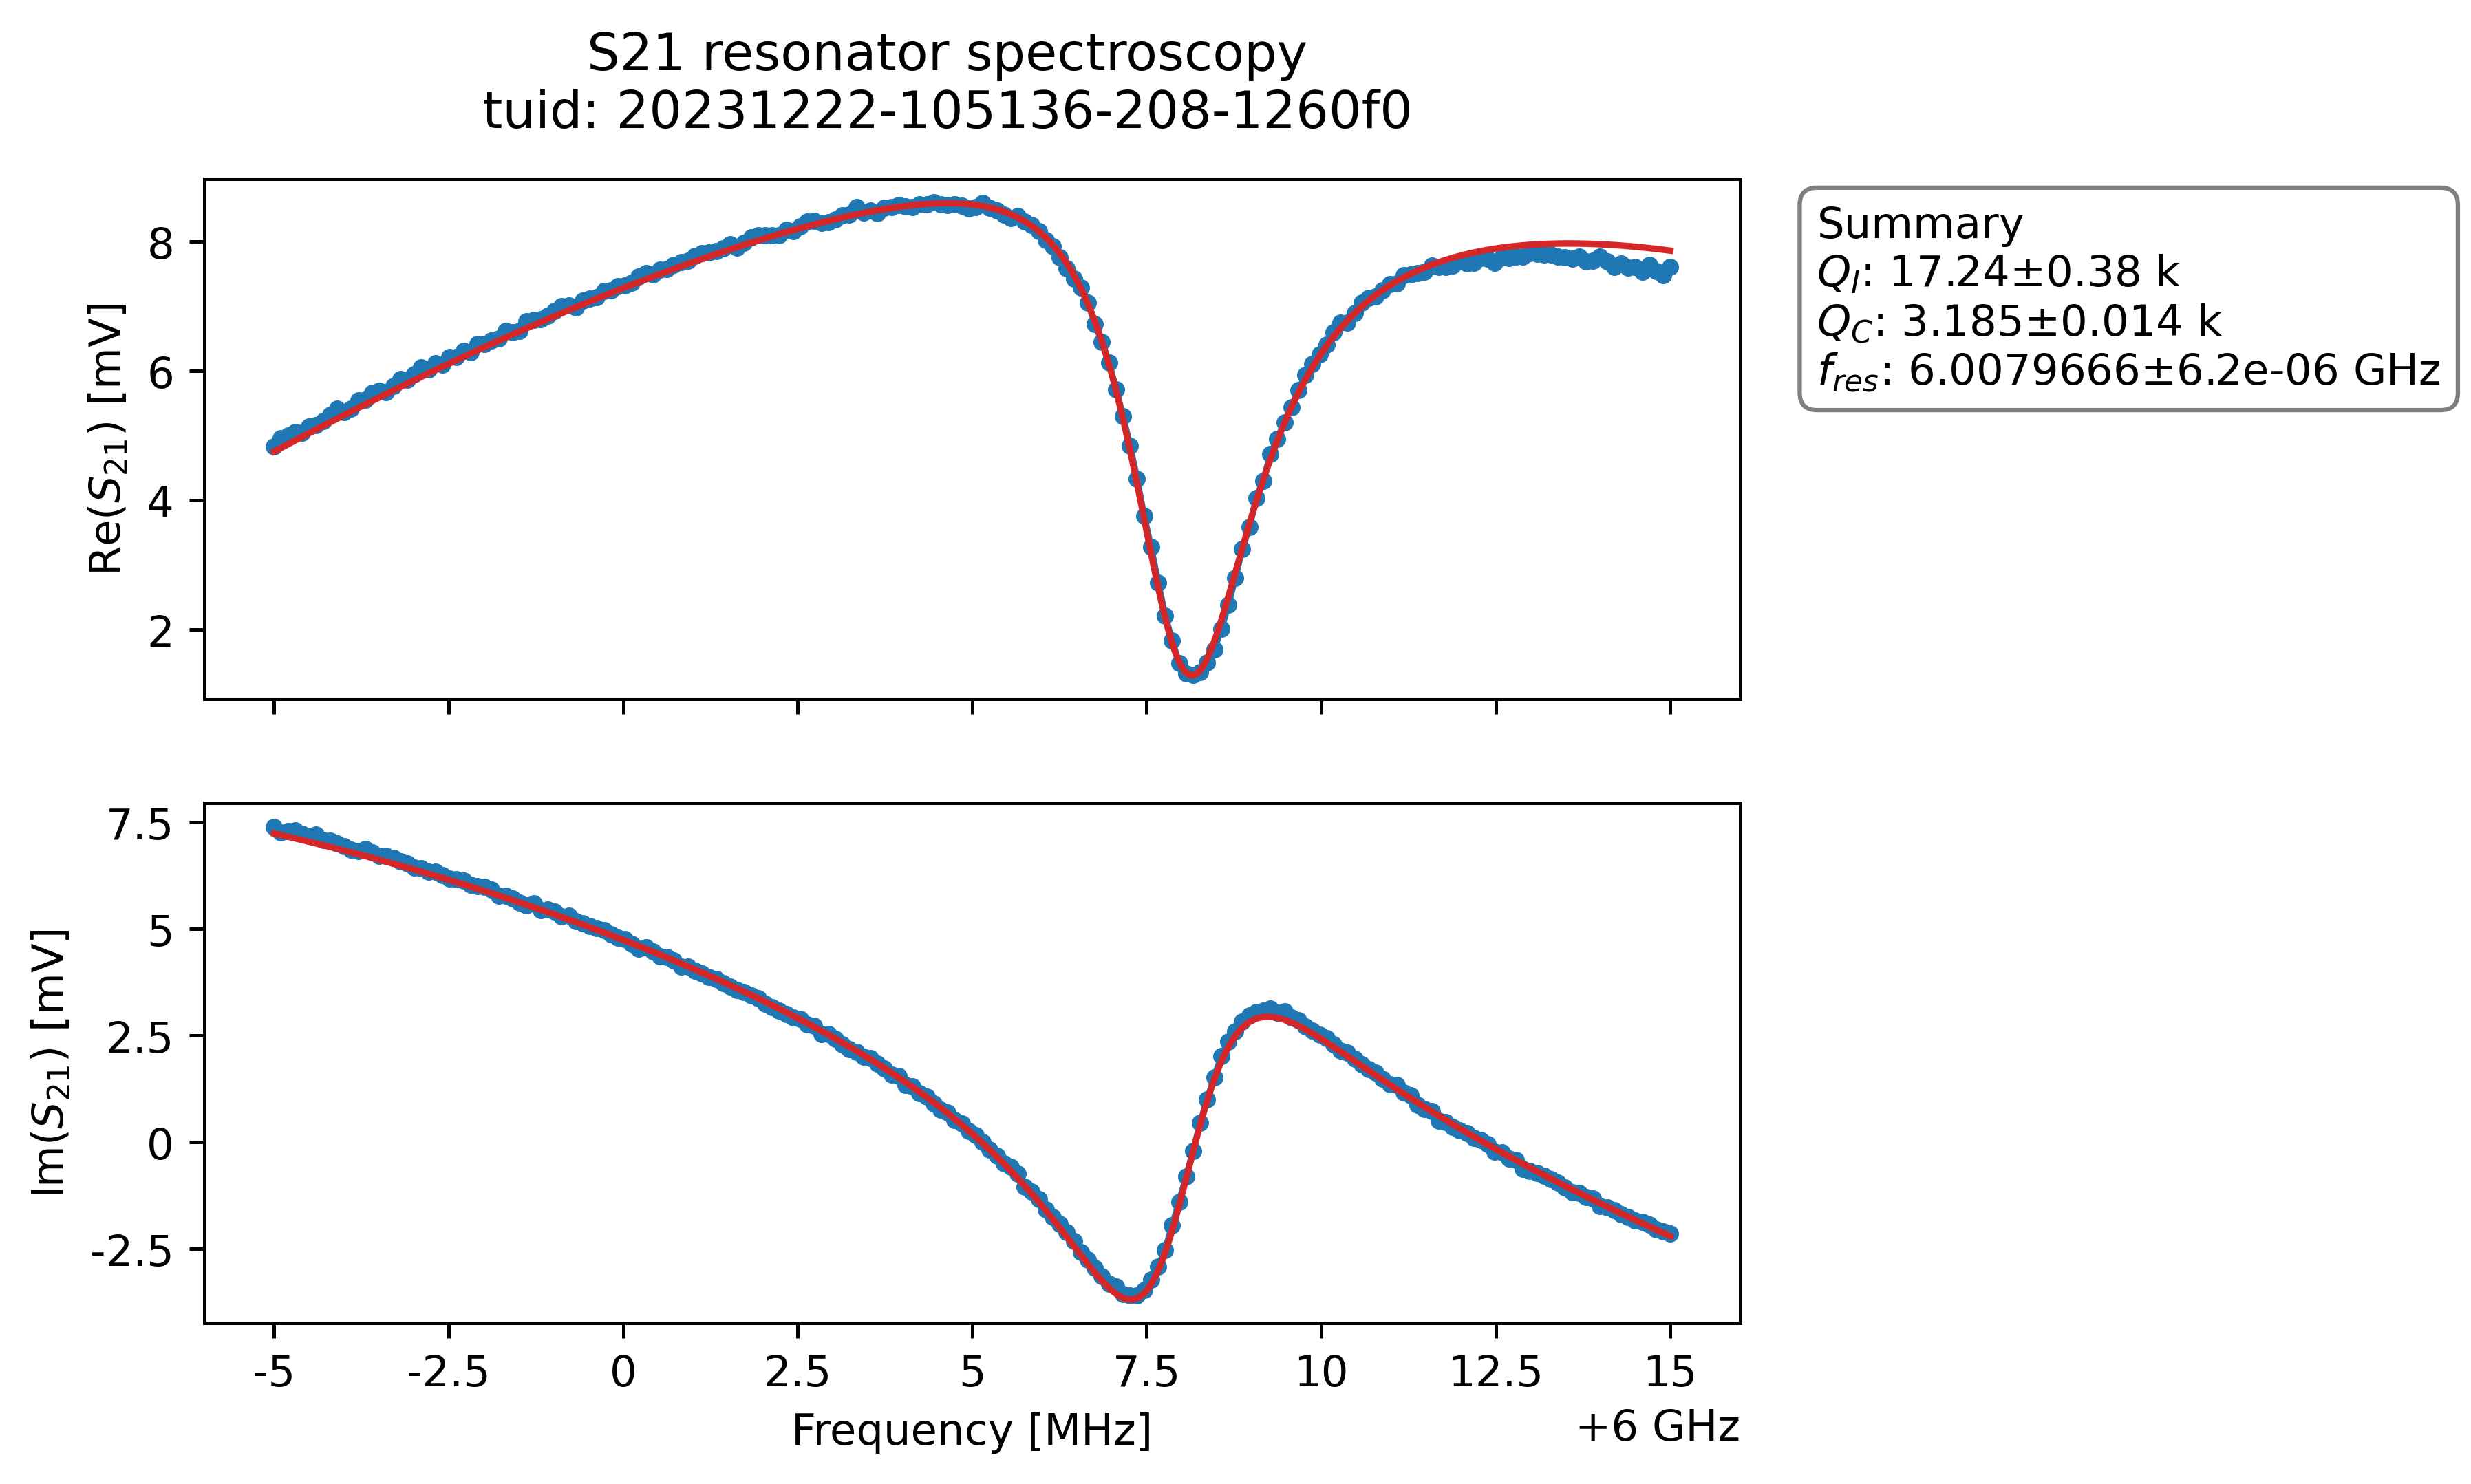 S21 resonator spectroscopy
tuid: 20231222-105136-208-1260f0
Re(S21) [mV]
8
6
4
2
Summary
QI: 17.24±0.38 k
QC: 3.185±0.014 k
fres: 6.0079666±6.2e-06 GHz
Im(S21) [mV]
7.5
5
2.5
0
-2.5
-5 -2.5 0 2.5 5 7.5 10 12.5 15
Frequency [MHz]
+6 GHz